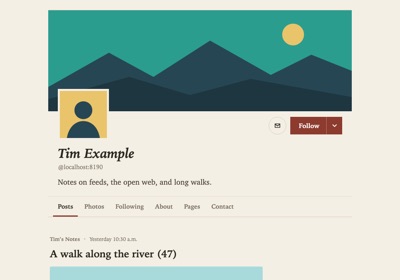 Follow
Tim Example
@localhost:8190
Notes on feeds, the open web, and long walks.
Posts Photos Following About Pages Contact
Tim's Notes · Yesterday 10:30 a.m.
A walk along the river (47)